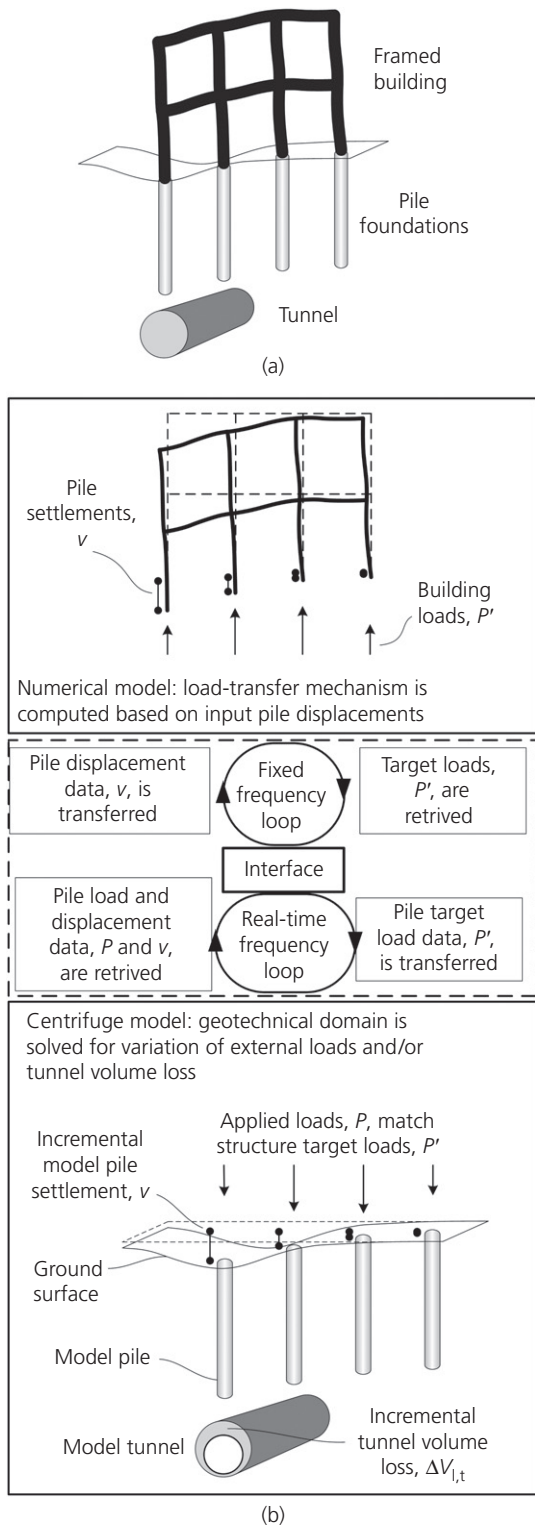 Framed
building
Pile
foundations
Tunnel
(a)
Pile
settlements,
v
Building
loads, P′
Numerical model: load-transfer mechanism is
computed based on input pile displacements
Pile displacement
data, v, is
transferred
Fixed
frequency
loop
Target loads,
P′, are
retrived
Interface
Pile load and
displacement
data, P and v,
are retrived
Real-time
frequency
loop
Pile target
load data, P′,
is transferred
Centrifuge model: geotechnical domain is
solved for variation of external loads and/or
tunnel volume loss
Applied loads, P, match
structure target loads, P′
Incremental
model pile
settlement, v
Ground
surface
Model pile
Model tunnel
Incremental
tunnel volume
loss, ΔVl,t
(b)